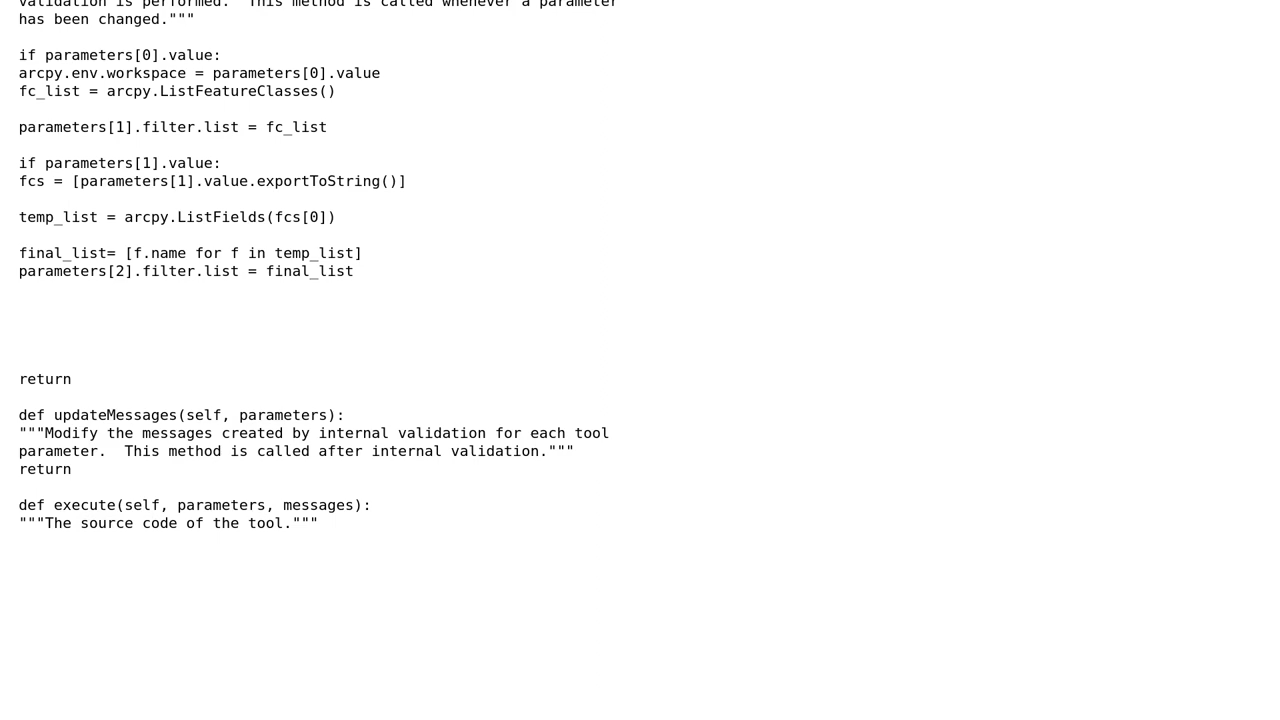 validation is performed.  This method is called whenever a parameter
has been changed."""
if parameters[0].value:
arcpy.env.workspace = parameters[0].value
fc_list = arcpy.ListFeatureClasses()
parameters[1].filter.list = fc_list
if parameters[1].value:
fcs = [parameters[1].value.exportToString()]
temp_list = arcpy.ListFields(fcs[0])
final_list= [f.name for f in temp_list]
parameters[2].filter.list = final_list
return
def updateMessages(self, parameters):
"""Modify the messages created by internal validation for each tool
parameter.  This method is called after internal validation."""
return
def execute(self, parameters, messages):
"""The source code of the tool."""